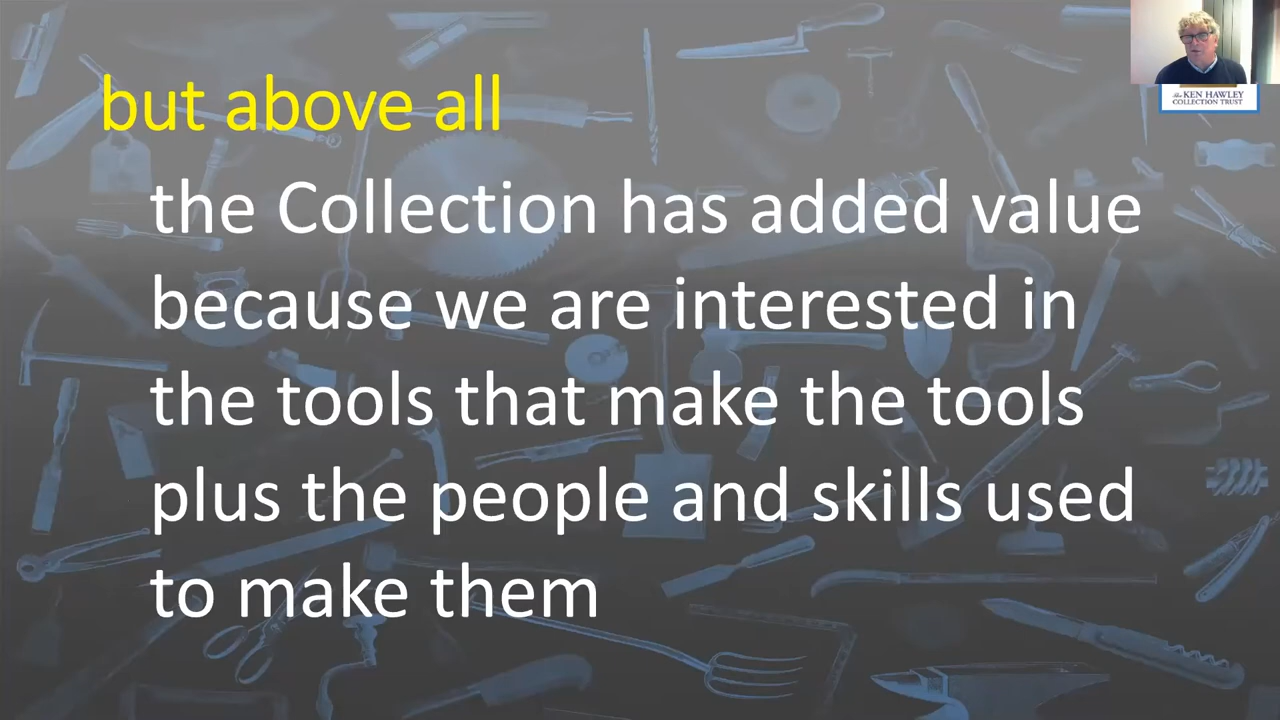 but above all
the Collection has added value
because we are interested in
the tools that make the tools
plus the people and skills used
to make them
The KEN HAWLEY
COLLECTION TRUST